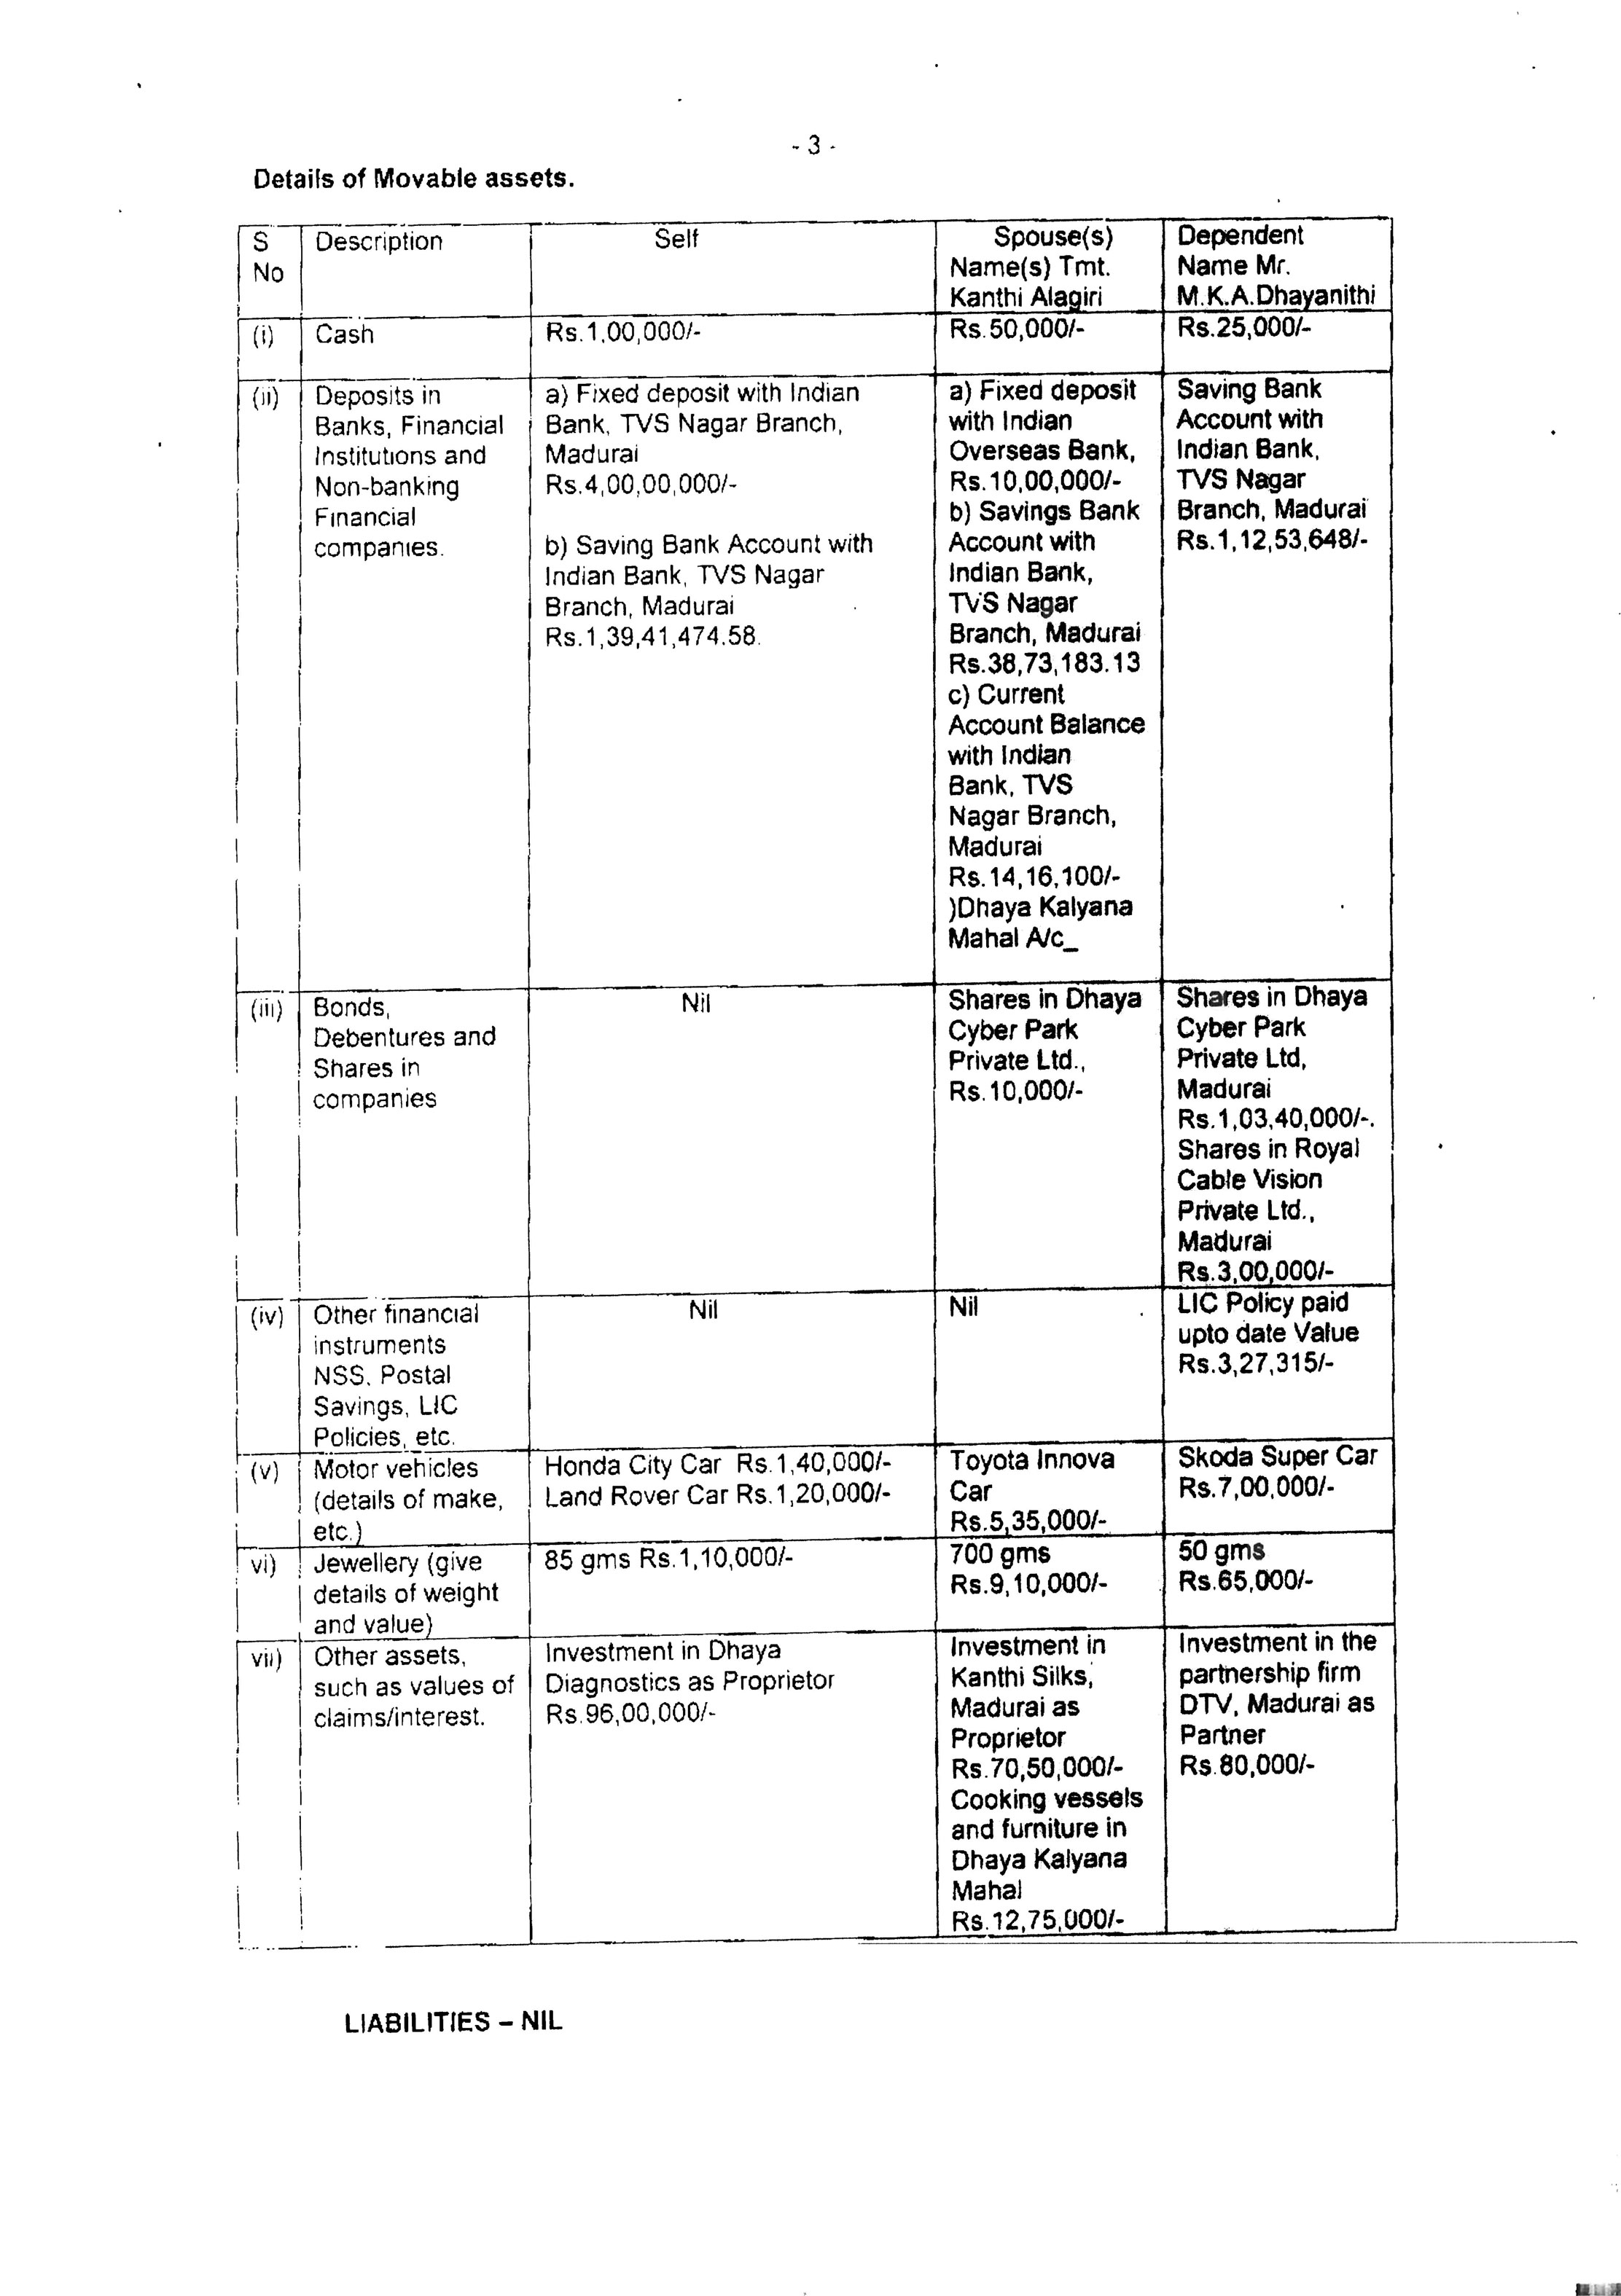 - 3 -
Details of Movable assets.
S
No
Description
Self
Spouse(s)
Name(s) Tmt.
Kanthi Alagiri
Dependent
Name Mr.
M.K.A.Dhayanithi
(i)
Cash
Rs.1,00,000/-
Rs.50,000/-
Rs.25,000/-
(ii)
Deposits in
Banks, Financial
Institutions and
Non-banking
Financial
companies.
a) Fixed deposit with Indian
Bank, TVS Nagar Branch,
Madurai
Rs.4,00,00,000/-
b) Saving Bank Account with
Indian Bank, TVS Nagar
Branch, Madurai
Rs.1,39,41,474.58.
a) Fixed deposit
with Indian
Overseas Bank,
Rs.10,00,000/-
b) Savings Bank
Account with
Indian Bank,
TVS Nagar
Branch, Madurai
Rs.38,73,183.13
c) Current
Account Balance
with Indian
Bank, TVS
Nagar Branch,
Madurai
Rs.14,16,100/-
)Dhaya Kalyana
Mahal A/c_
Saving Bank
Account with
Indian Bank,
TVS Nagar
Branch, Madurai
Rs.1,12,53,648/-
(iii)
Bonds,
Debentures and
Shares in
companies
Nil
Shares in Dhaya
Cyber Park
Private Ltd.,
Rs.10,000/-
Shares in Dhaya
Cyber Park
Private Ltd,
Madurai
Rs.1,03,40,000/-.
Shares in Royal
Cable Vision
Private Ltd.,
Madurai
Rs.3,00,000/-
(iv)
Other financial
instruments
NSS, Postal
Savings, LIC
Policies, etc.
Nil
Nil
LIC Policy paid
upto date Value
Rs.3,27,315/-
(v)
Motor vehicles
(details of make,
etc.)
Honda City Car Rs.1,40,000/-
Land Rover Car Rs.1,20,000/-
Toyota Innova
Car
Rs.5,35,000/-
Skoda Super Car
Rs.7,00,000/-
vi)
Jewellery (give
details of weight
and value)
85 gms Rs.1,10,000/-
700 gms
Rs.9,10,000/-
50 gms
Rs.65,000/-
vii)
Other assets,
such as values of
claims/interest.
Investment in Dhaya
Diagnostics as Proprietor
Rs.96,00,000/-
Investment in
Kanthi Silks,
Madurai as
Proprietor
Rs.70,50,000/-
Cooking vessels
and furniture in
Dhaya Kalyana
Mahal
Rs.12,75,000/-
Investment in the
partnership firm
DTV, Madurai as
Partner
Rs.80,000/-
LIABILITIES – NIL